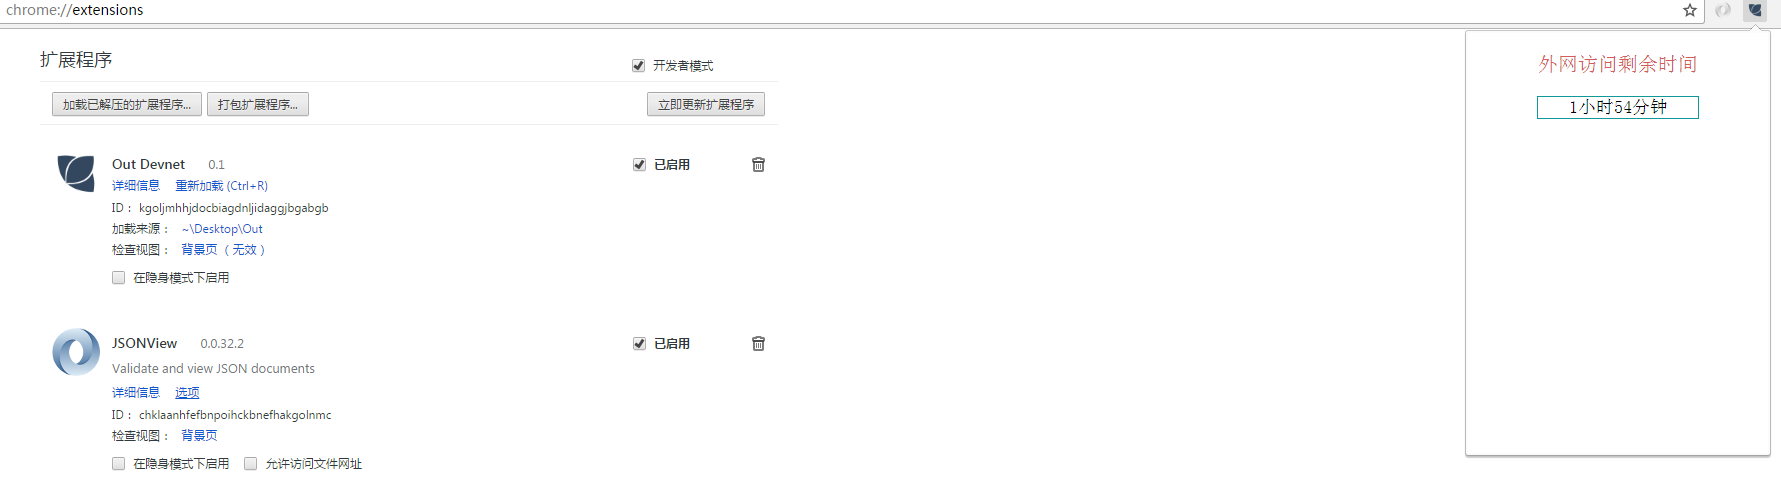 chrome://extensions
扩展程序
开发者模式
加载已解压的扩展程序... 打包扩展程序... 立即更新扩展程序
Out Devnet 0.1 已启用
详细信息 重新加载 (Ctrl+R)
ID： kgoljmhhjdocbiagdnljidaggjbgabgb
加载来源： ~\Desktop\Out
检查视图： 背景页 （无效）
在隐身模式下启用
JSONView 0.0.32.2 已启用
Validate and view JSON documents
详细信息 选项
ID： chklaanhfefbnpoihckbnefhakgolnmc
检查视图： 背景页
在隐身模式下启用 允许访问文件网址
外网访问剩余时间
1小时54分钟